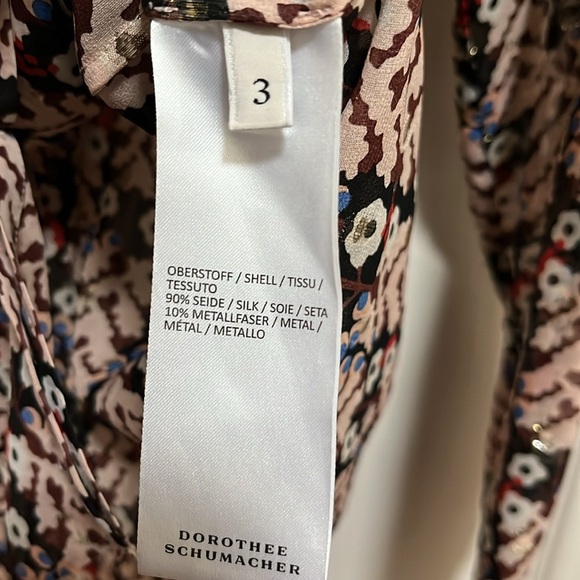 3
OBERSTOFF / SHELL / TISSU /
TESSUTO
90% SEIDE / SILK / SOIE / SETA
10% METALLFASER / METAL /
MÉTAL / METALLO
DOROTHEE
SCHUMACHER